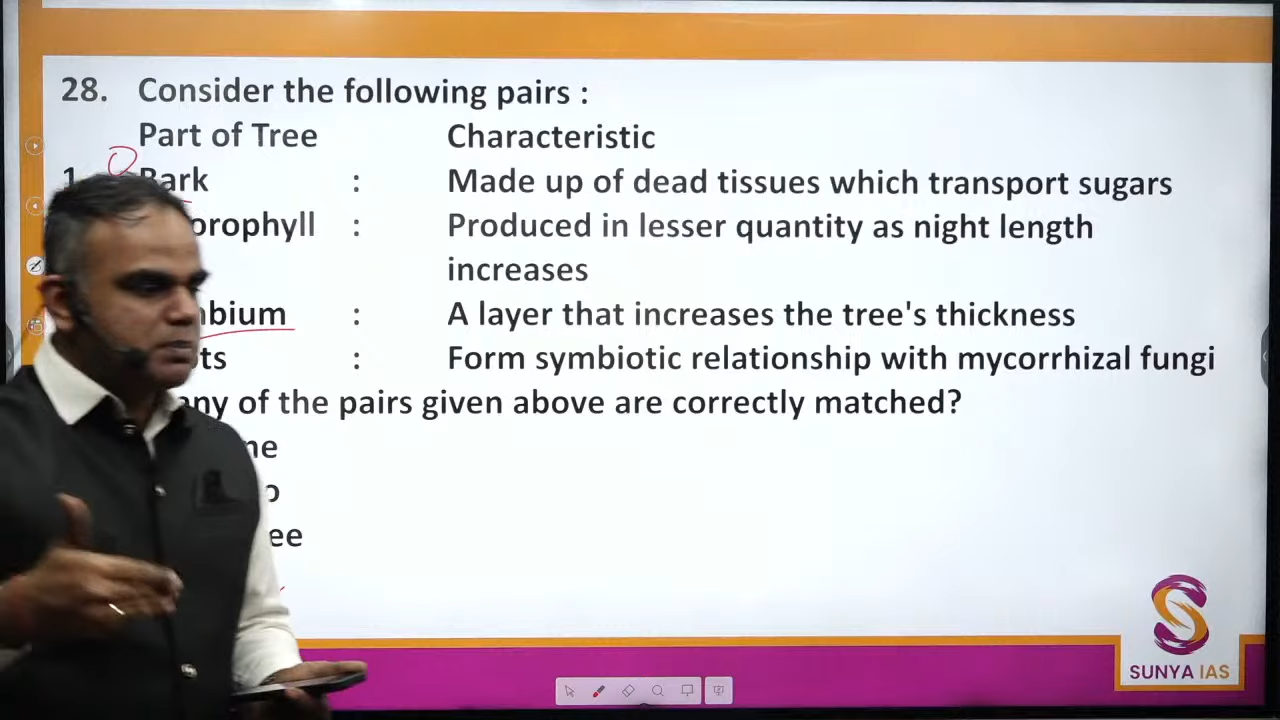 28. Consider the following pairs :
Part of Tree Characteristic
1 Bark : Made up of dead tissues which transport sugars
orophyll : Produced in lesser quantity as night length
increases
bium : A layer that increases the tree's thickness
ts : Form symbiotic relationship with mycorrhizal fungi
any of the pairs given above are correctly matched?
ne
o
ee
SUNYA IAS